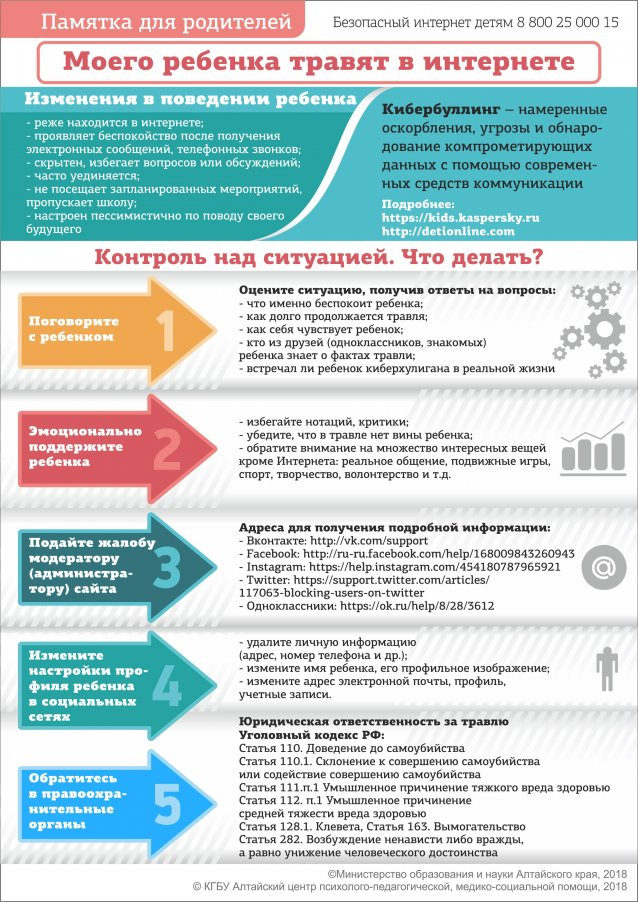 Памятка для родителей
Безопасный интернет детям 8 800 25 000 15
Моего ребенка травят в интернете
Изменения в поведении ребенка
- реже находится в интернете;
- проявляет беспокойство после получения
электронных сообщений, телефонных звонков;
- скрытен, избегает вопросов или обсуждений;
- часто уединяется;
- не посещает запланированных мероприятий,
пропускает школу;
- настроен пессимистично по поводу своего
будущего
Кибербуллинг – намеренные
оскорбления, угрозы и обнаро-
дование компрометирующих
данных с помощью современ-
ных средств коммуникации
Подробнее:
https://kids.kaspersky.ru
http://detionline.com
Контроль над ситуацией. Что делать?
Поговорите
с ребенком
1
Оцените ситуацию, получив ответы на вопросы:
- что именно беспокоит ребенка;
- как долго продолжается травля;
- как себя чувствует ребенок;
- кто из друзей (одноклассников, знакомых)
ребенка знает о фактах травли;
- встречал ли ребенок киберхулигана в реальной жизни
Эмоционально
поддержите
ребенка
2
- избегайте нотаций, критики;
- убедите, что в травле нет вины ребенка;
- обратите внимание на множество интересных вещей
кроме Интернета: реальное общение, подвижные игры,
спорт, творчество, волонтерство и т.д.
Подайте жалобу
модератору
(администра-
тору) сайта
3
Адреса для получения подробной информации:
- Вконтакте: http://vk.com/support
- Facebook: http://ru-ru.facebook.com/help/168009843260943
- Instagram: https://help.instagram.com/454180787965921
- Twitter: https://support.twitter.com/articles/
117063-blocking-users-on-twitter
- Одноклассники: https://ok.ru/help/8/28/3612
@
Измените
настройки про-
филя ребенка
в социальных
сетях
4
- удалите личную информацию
(адрес, номер телефона и др.);
- измените имя ребенка, его профильное изображение;
- измените адрес электронной почты, профиль,
учетные записи.
Обратитесь
в правоохра-
нительные
органы
5
Юридическая ответственность за травлю
Уголовный кодекс РФ:
Статья 110. Доведение до самоубийства
Статья 110.1. Склонение к совершению самоубийства
или содействие совершению самоубийства
Статья 111.п.1 Умышленное причинение тяжкого вреда здоровью
Статья 112. п.1 Умышленное причинение
средней тяжести вреда здоровью
Статья 128.1. Клевета, Статья 163. Вымогательство
Статья 282. Возбуждение ненависти либо вражды,
а равно унижение человеческого достоинства
©Министерство образования и науки Алтайского края, 2018
© КГБУ Алтайский центр психолого-педагогической, медико-социальной помощи, 2018